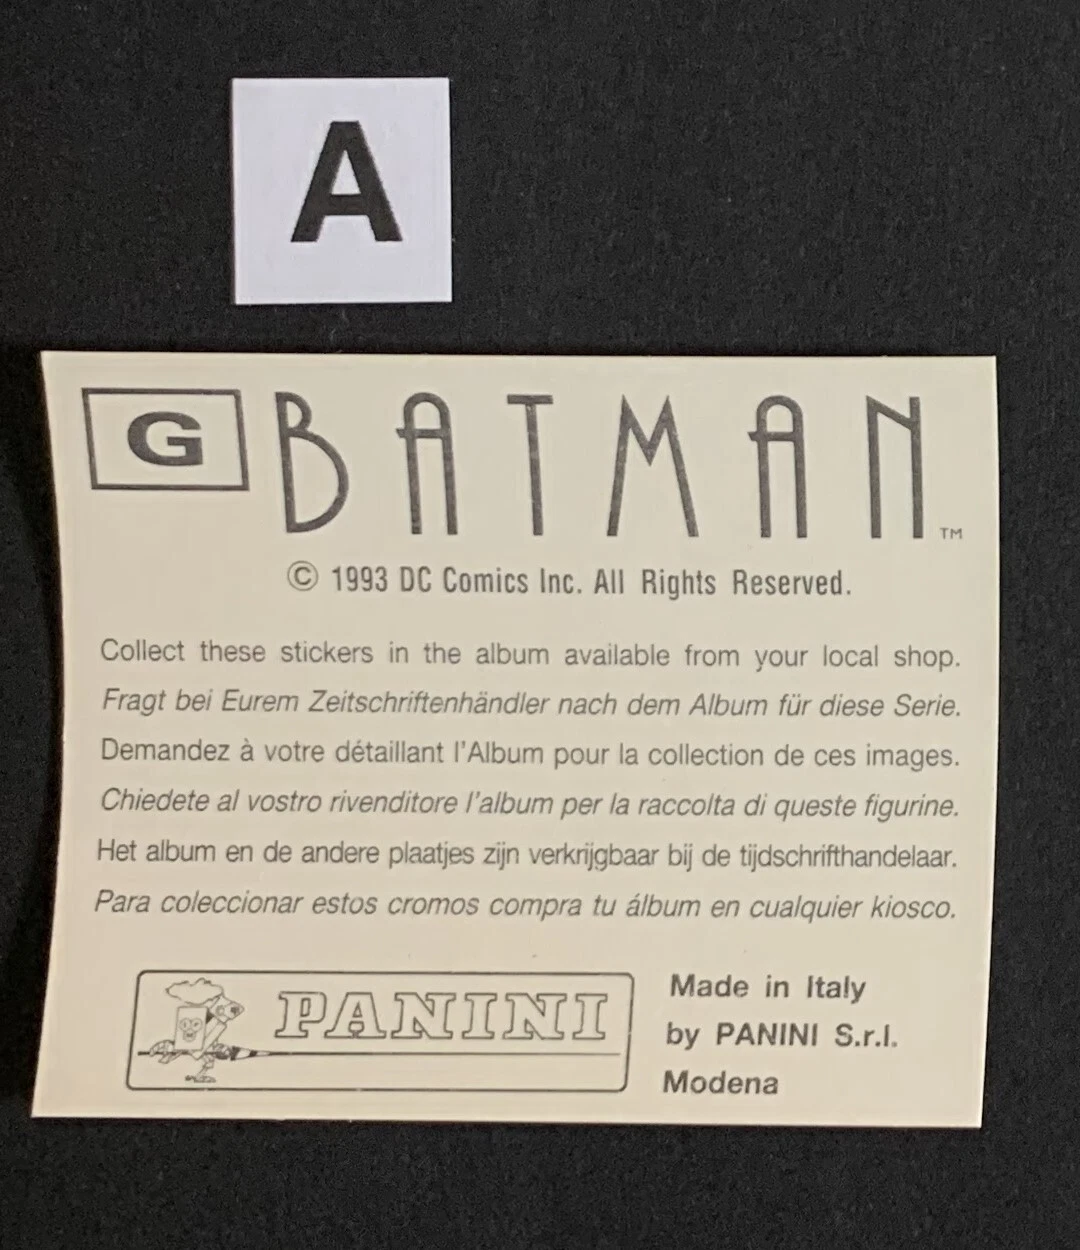 A
G BATMAN ™
© 1993 DC Comics Inc. All Rights Reserved.
Collect these stickers in the album available from your local shop.
Fragt bei Eurem Zeitschriftenhändler nach dem Album für diese Serie.
Demandez à votre détaillant l'Album pour la collection de ces images.
Chiedete al vostro rivenditore l'album per la raccolta di queste figurine.
Het album en de andere plaatjes zijn verkrijgbaar bij de tijdschrifthandelaar.
Para coleccionar estos cromos compra tu álbum en cualquier kiosco.
PANINI
Made in Italy
by PANINI S.r.l.
Modena